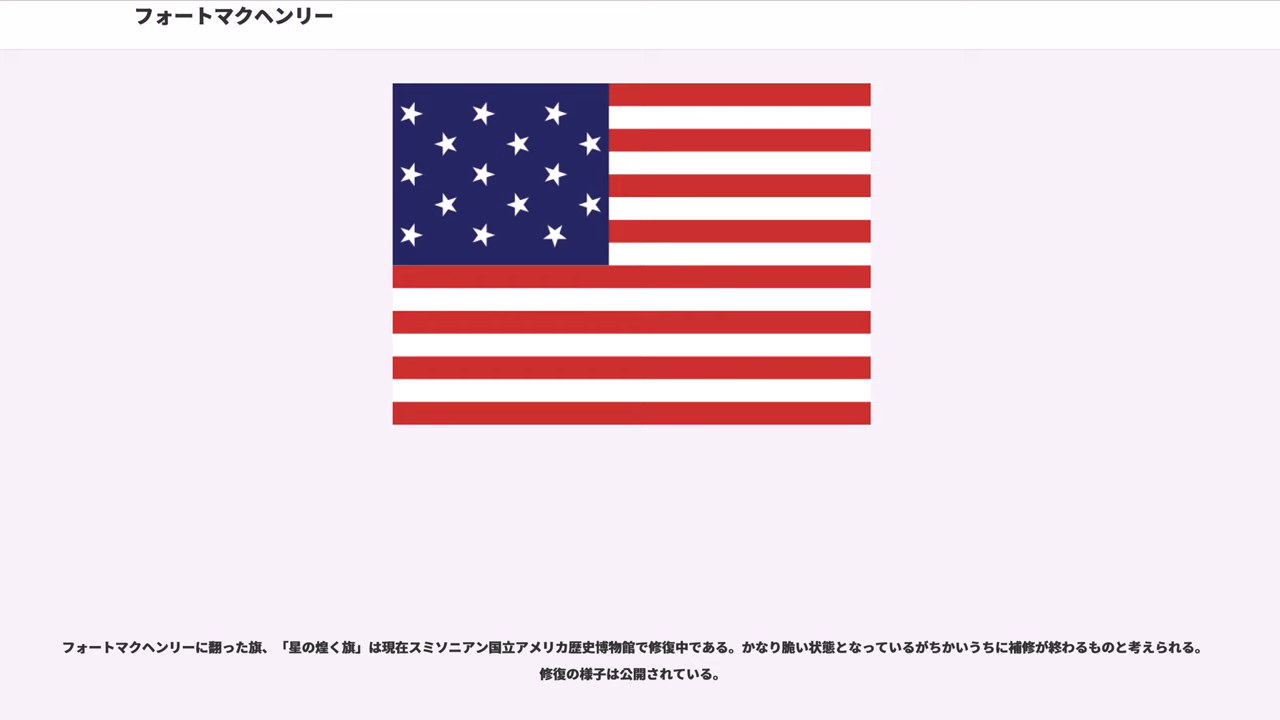 フォートマクヘンリー
フォートマクヘンリーに翻った旗、「星の煌く旗」は現在スミソニアン国立アメリカ歴史博物館で修復中である。かなり脆い状態となっているがちかいうちに補修が終わるものと考えられる。
修復の様子は公開されている。